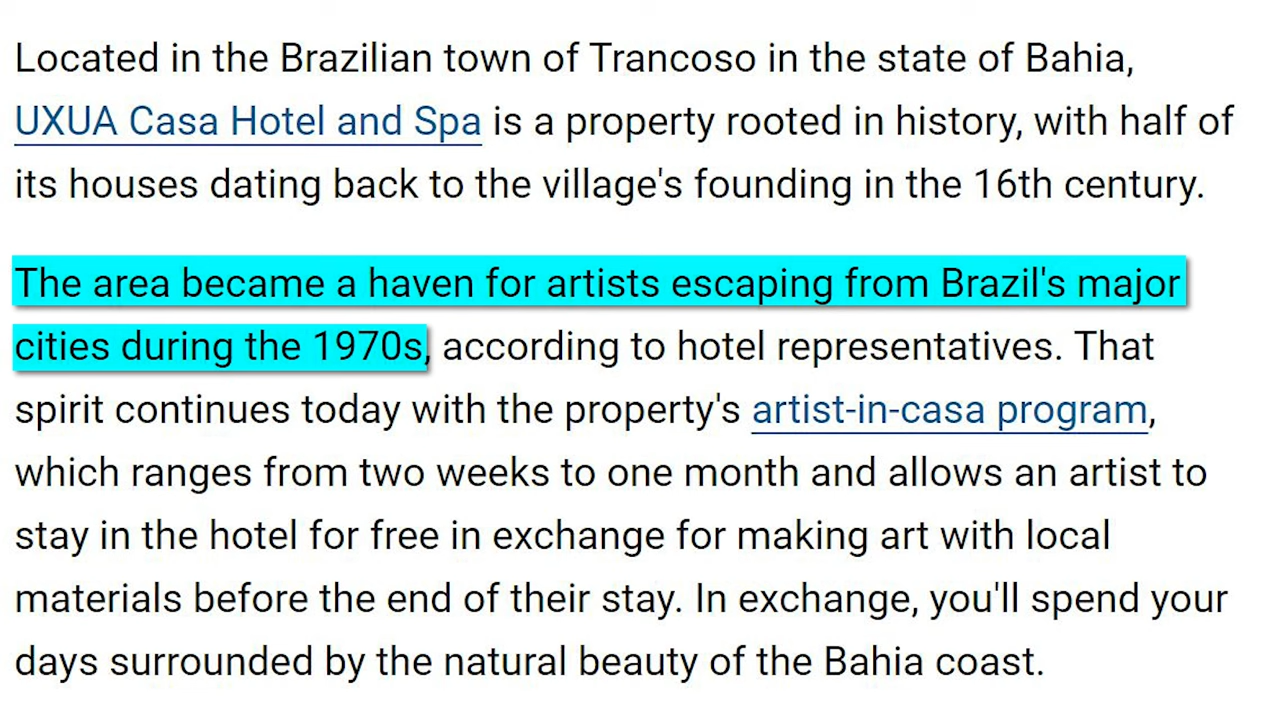 Located in the Brazilian town of Trancoso in the state of Bahia,
UXUA Casa Hotel and Spa is a property rooted in history, with half of
its houses dating back to the village's founding in the 16th century.
The area became a haven for artists escaping from Brazil's major
cities during the 1970s, according to hotel representatives. That
spirit continues today with the property's artist-in-casa program,
which ranges from two weeks to one month and allows an artist to
stay in the hotel for free in exchange for making art with local
materials before the end of their stay. In exchange, you'll spend your
days surrounded by the natural beauty of the Bahia coast.